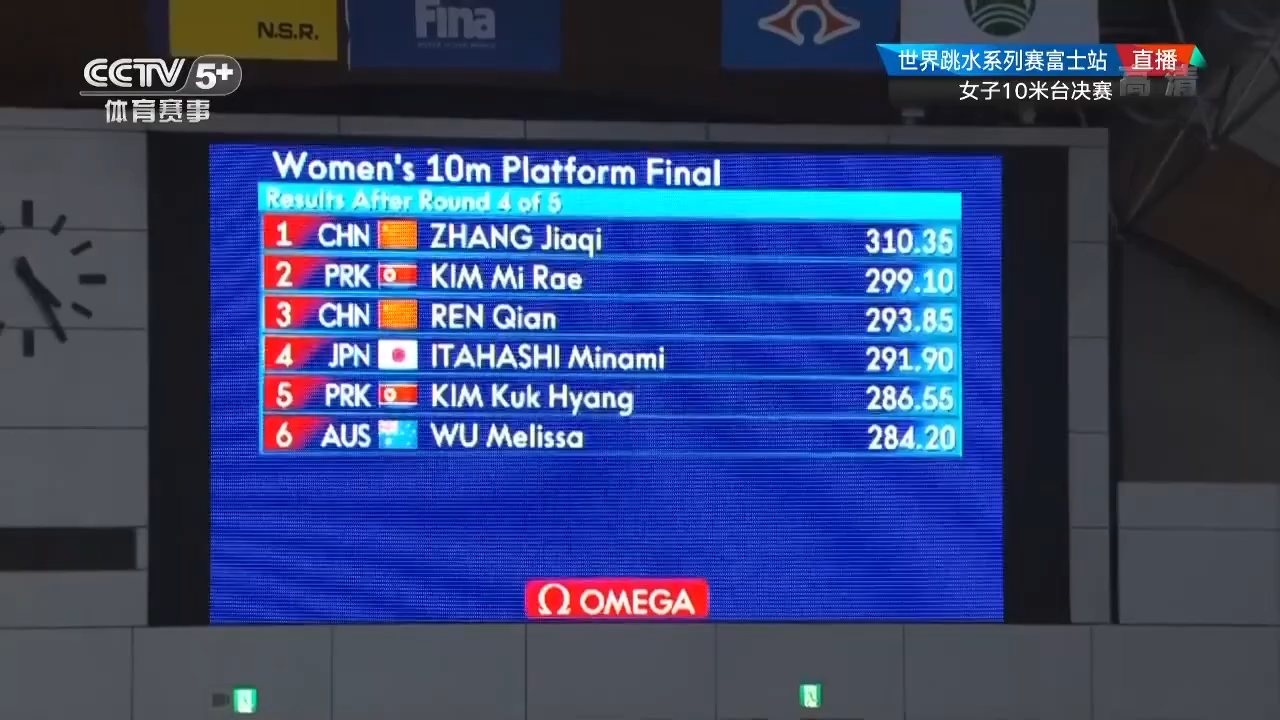 N.S.R.
fina
CCTV 5+
体育赛事
世界跳水系列赛富士站 直播
女子10米台决赛 高清
Women's 10m Platform Final
Results After Round 4 of 5
1 CHN ZHANG Jiaqi 310.35
2 PRK KIM Mi Rae 299.10
3 CHN REN Qian 293.85
4 JPN ITAHASHI Minami 291.90
5 PRK KIM Kuk Hyang 286.55
6 AUS WU Melissa 284.20
Ω OMEGA